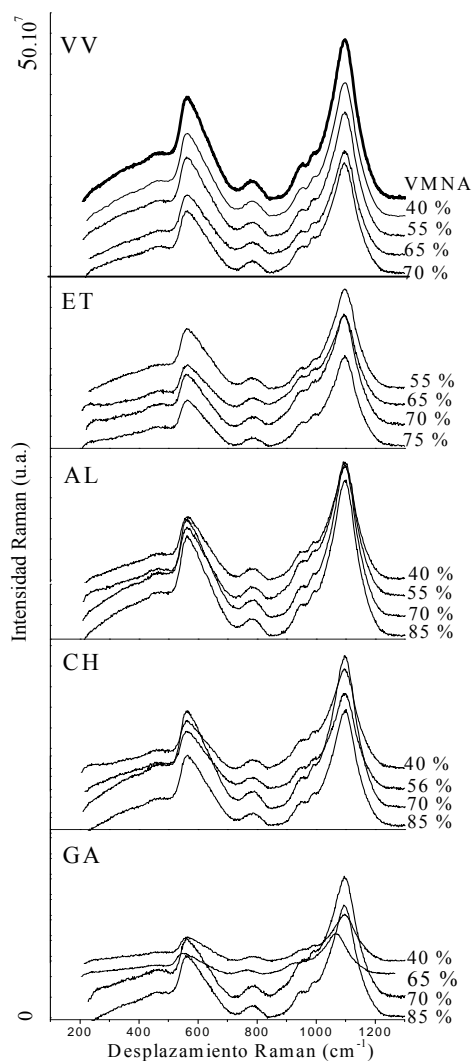 50.10⁷
Intensidad Raman (u.a.)
0
VV
VMNA
40 %
55 %
65 %
70 %
ET
55 %
65 %
70 %
75 %
AL
40 %
55 %
70 %
85 %
CH
40 %
56 %
70 %
85 %
GA
40 %
65 %
70 %
85 %
200 400 600 800 1000 1200
Desplazamiento Raman (cm⁻¹)